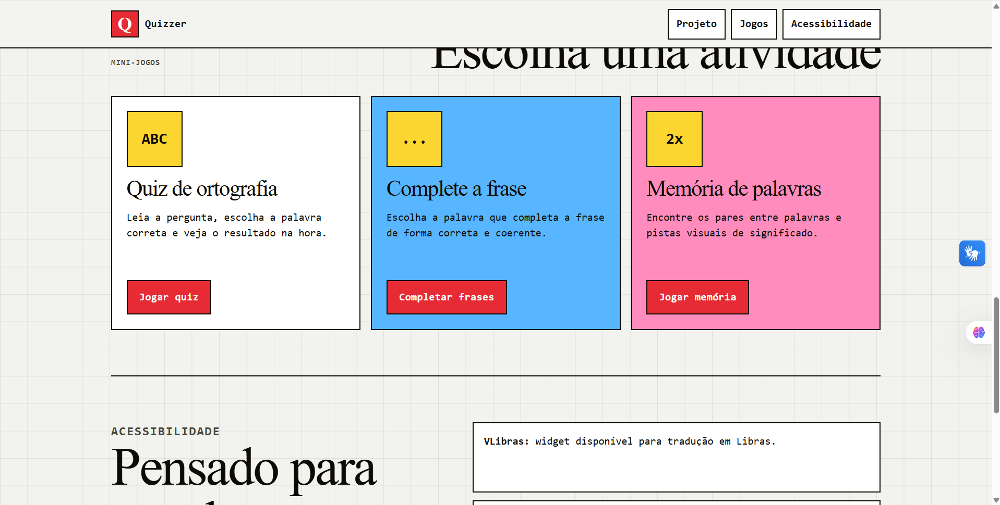 Q
Quizzer
Projeto
Jogos
Acessibilidade
MINI-JOGOS
Escolha uma atividade
ABC
Quiz de ortografia
Leia a pergunta, escolha a palavra
correta e veja o resultado na hora.
Jogar quiz
...
Complete a frase
Escolha a palavra que completa a frase
de forma correta e coerente.
Completar frases
2x
Memória de palavras
Encontre os pares entre palavras e
pistas visuais de significado.
Jogar memória
ACESSIBILIDADE
Pensado para
VLibras: widget disponível para tradução em Libras.